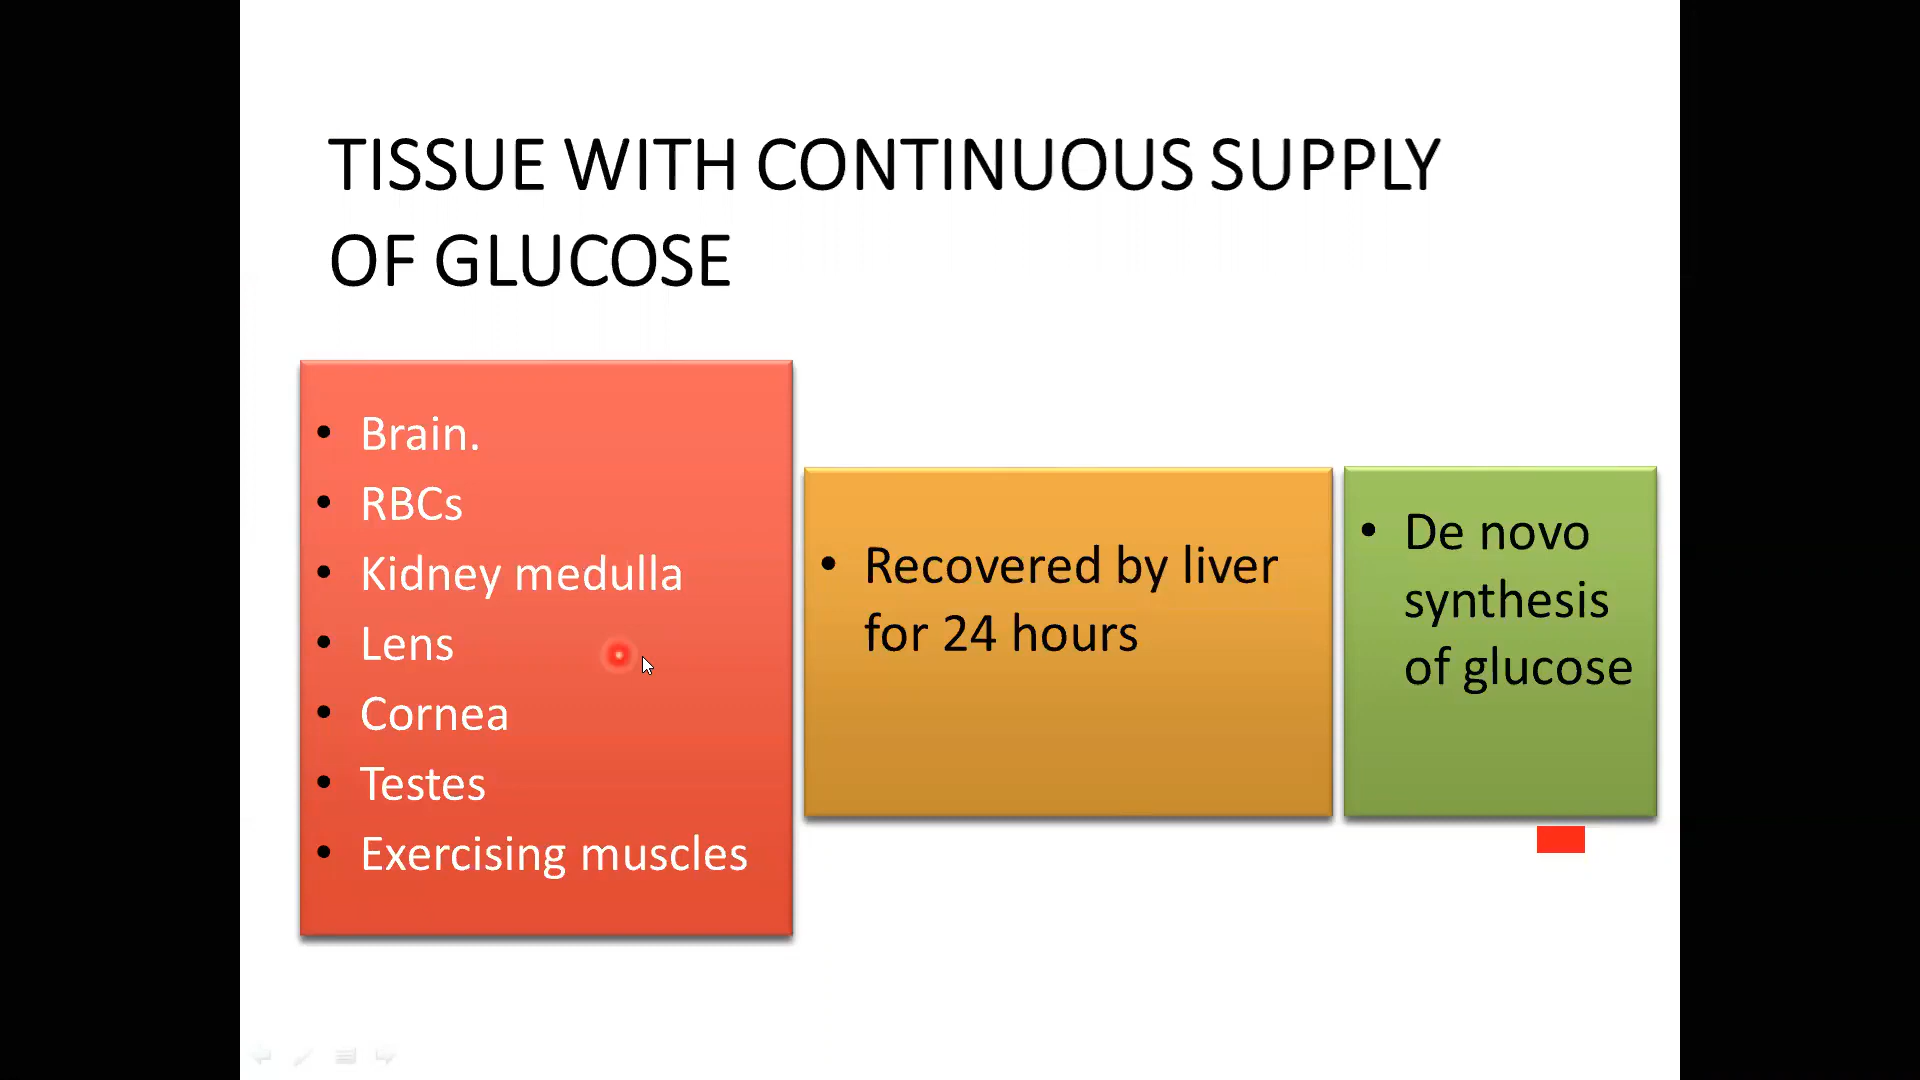 TISSUE WITH CONTINUOUS SUPPLY
OF GLUCOSE
• Brain.
• RBCs
• Kidney medulla
• Lens
• Cornea
• Testes
• Exercising muscles
• Recovered by liver
for 24 hours
• De novo
synthesis
of glucose